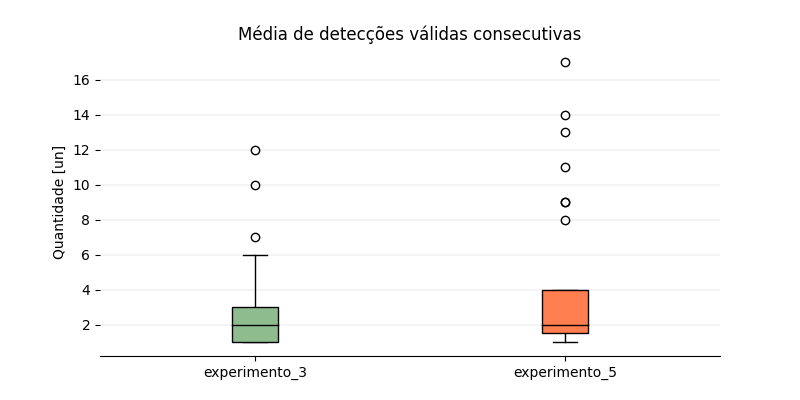 Média de detecções válidas consecutivas
Quantidade [un]
16
14
12
10
8
6
4
2
experimento_3
experimento_5